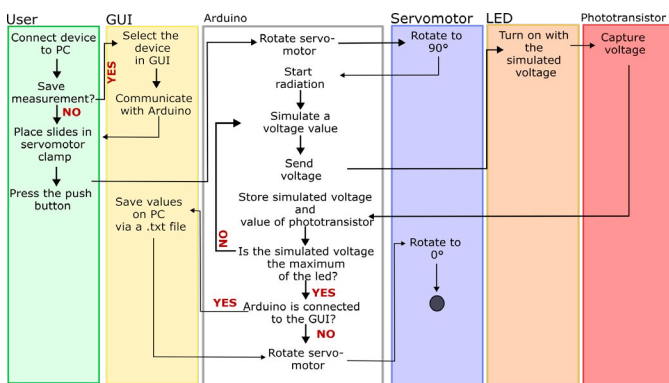 User
GUI
Arduino
Servomotor
LED
Phototransistor
Connect device
to PC
Save
measurement?
YES
NO
Place slides in
servomotor
clamp
Press the push
button
Select the
device
in GUI
Communicate
with Arduino
Save values
on PC
via a .txt file
Rotate servo-
motor
Start
radiation
Simulate a
voltage value
Send
voltage
Store simulated voltage
and
value of phototransistor
NO
Is the simulated voltage
the maximum
of the led?
YES
YES
Arduino is connected
to the GUI?
NO
Rotate servo-
motor
Rotate to
90°
Rotate to
0°
Turn on with
the
simulated
voltage
Capture
voltage